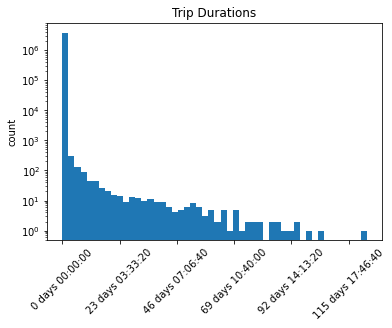 Trip Durations
count
10^6
10^5
10^4
10^3
10^2
10^1
10^0
0 days 00:00:00
23 days 03:33:20
46 days 07:06:40
69 days 10:40:00
92 days 14:13:20
115 days 17:46:40